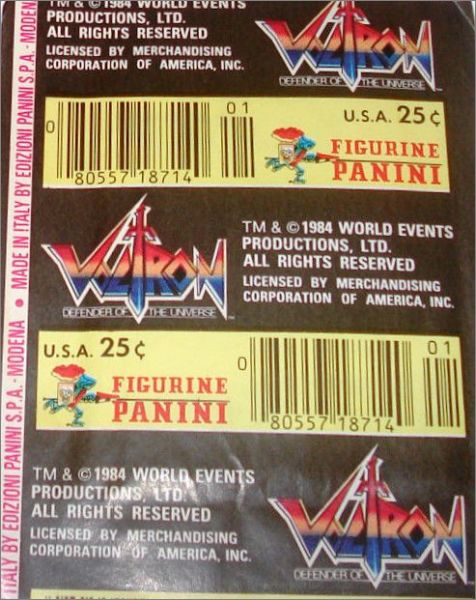 TM & © 1984 WORLD EVENTS
PRODUCTIONS, LTD.
ALL RIGHTS RESERVED
LICENSED BY MERCHANDISING
CORPORATION OF AMERICA, INC.
VOLTRON
DEFENDER OF THE UNIVERSE
0 80557 18714 01
U.S.A. 25¢
FIGURINE
PANINI
VOLTRON
DEFENDER OF THE UNIVERSE
TM
TM & © 1984 WORLD EVENTS
PRODUCTIONS, LTD.
ALL RIGHTS RESERVED
LICENSED BY MERCHANDISING
CORPORATION OF AMERICA, INC.
U.S.A. 25¢
FIGURINE
PANINI
0 80557 18714 01
TM & © 1984 WORLD EVENTS
PRODUCTIONS, LTD.
ALL RIGHTS RESERVED
LICENSED BY MERCHANDISING
CORPORATION OF AMERICA, INC.
VOLTRON
DEFENDER OF THE UNIVERSE
ITALY BY EDIZIONI PANINI S.P.A. - MODENA • MADE IN ITALY BY EDIZIONI PANINI S.P.A. - MODENA